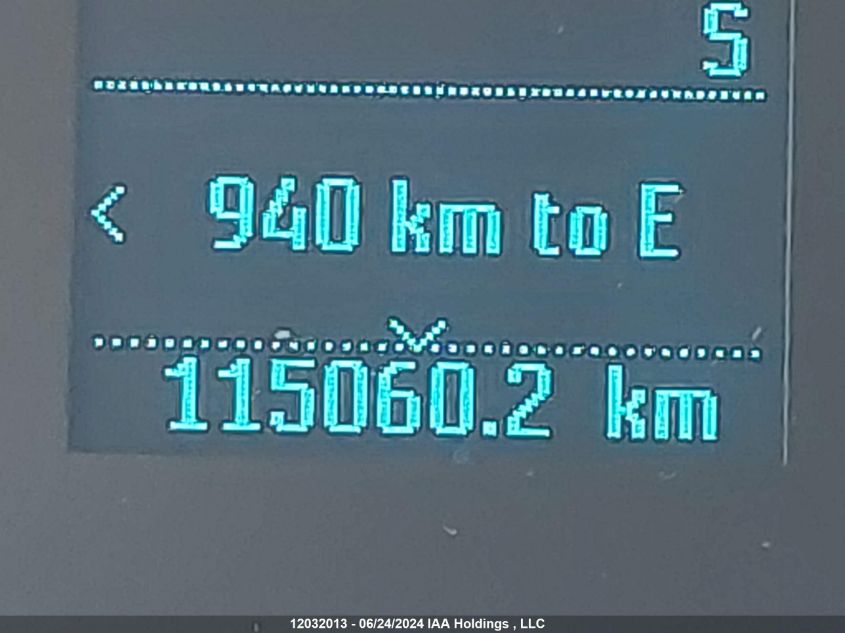 S
< 940 km to E
115060.2 km
12032013 - 06/24/2024 IAA Holdings , LLC